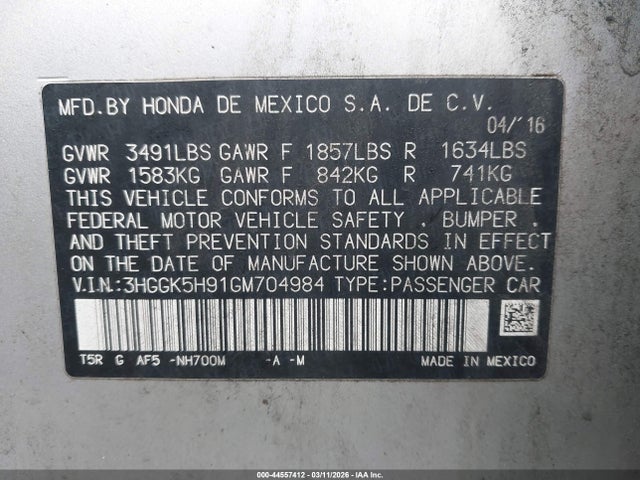 MFD.BY HONDA DE MEXICO S.A. DE C.V.
04/'16
GVWR 3491LBS GAWR F 1857LBS R 1634LBS
GVWR 1583KG GAWR F 842KG R 741KG
THIS VEHICLE CONFORMS TO ALL APPLICABLE
FEDERAL MOTOR VEHICLE SAFETY , BUMPER ,
AND THEFT PREVENTION STANDARDS IN EFFECT
ON THE DATE OF MANUFACTURE SHOWN ABOVE.
V.I.N.:3HGGK5H91GM704984 TYPE:PASSENGER CAR
T5R G AF5 -NH700M -A -M MADE IN MEXICO
000-44557412 - 03/11/2026 - IAAI.com